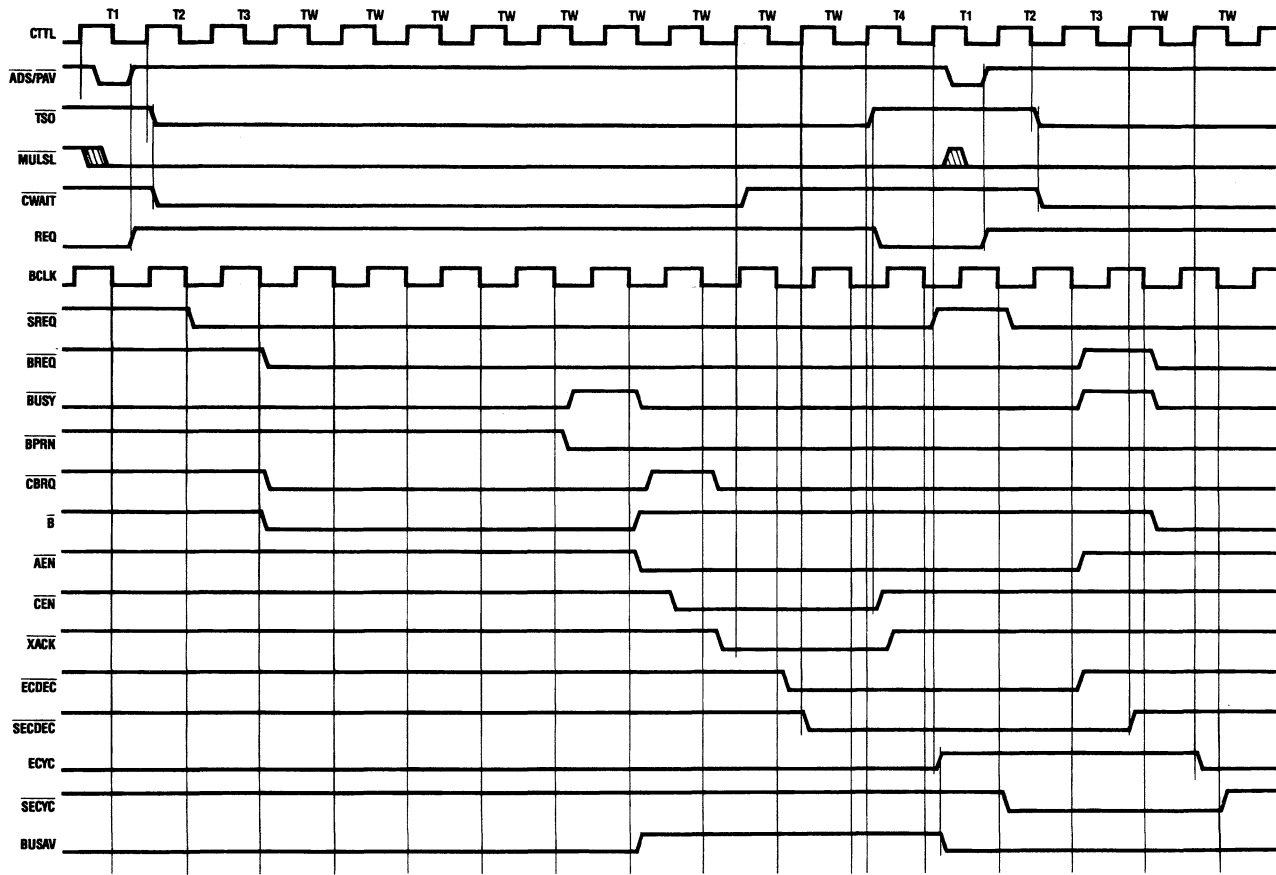 T1 T2 T3 TW TW TW TW TW TW TW TW T4 T1 T2 T3 TW TW
CTTL
ADS/PAV
TSO
MULSL
CWAIT
REQ
BCLK
SREQ
BREQ
BUSY
BPRN
CBRQ
B
AEN
CEN
XACK
ECDEC
SECDEC
ECYC
SECYC
BUSAV